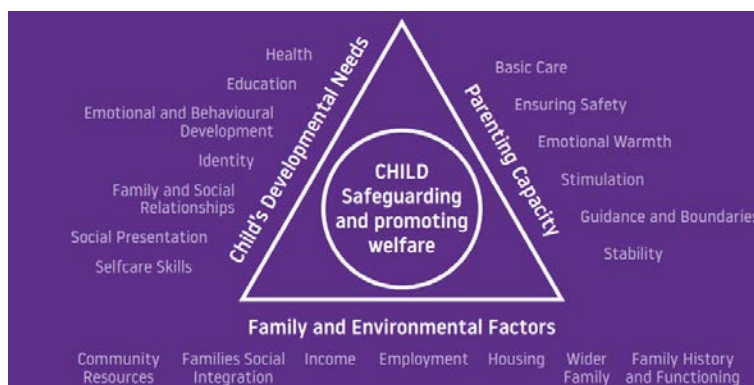 Health
Education
Emotional and Behavioural
Development
Identity
Family and Social
Relationships
Social Presentation
Selfcare Skills
Child's Developmental Needs
CHILD
Safeguarding
and promoting
welfare
Parenting Capacity
Basic Care
Ensuring Safety
Emotional Warmth
Stimulation
Guidance and Boundaries
Stability
Family and Environmental Factors
Community
Resources
Families Social
Integration
Income
Employment
Housing
Wider
Family
Family History
and Functioning